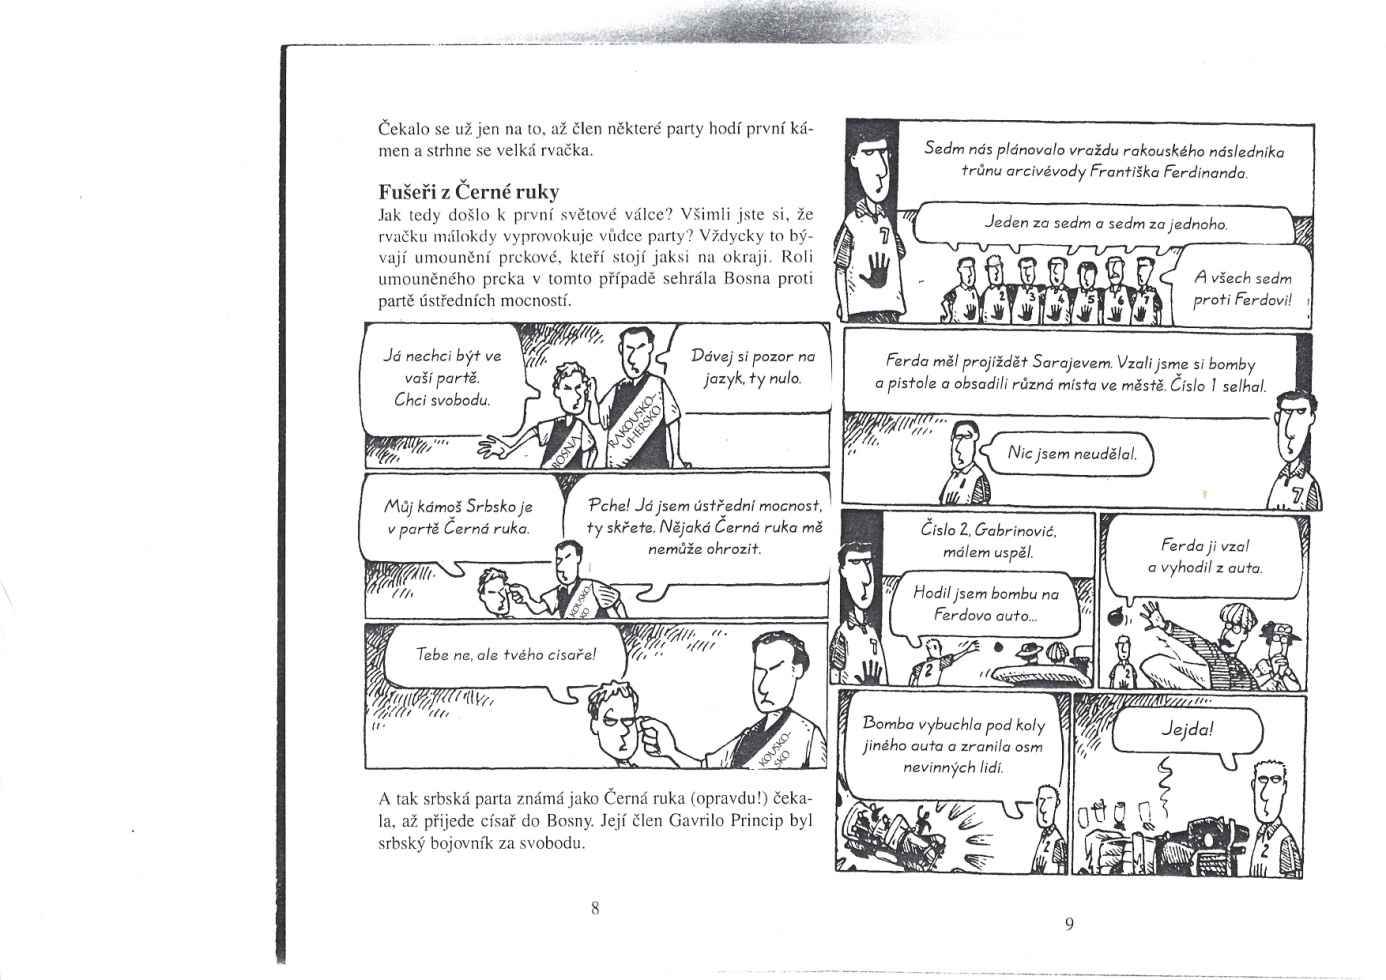 Čekalo se už jen na to, až člen některé party hodí první ká-
men a strhne se velká rvačka.
Fušeři z Černé ruky
Jak tedy došlo k první světové válce? Všimli jste si, že
rvačku málokdy vyprovokuje vůdce party? Vždycky to bý-
vají umounění prckové, kteří stojí jaksi na okraji. Roli
umouněného prcka v tomto případě sehrála Bosna proti
partě ústředních mocností.
Já nechci být ve
vaší partě.
Chci svobodu.
Dávej si pozor na
jazyk, ty nulo.
BOSNA
RAKOUSKO-
UHERSKO
Můj kámoš Srbsko je
v partě Černá ruka.
Pche! Já jsem ústřední mocnost,
ty skřete. Nějaká Černá ruka mě
nemůže ohrozit.
KOUSKO-
SKO
Tebe ne, ale tvého císaře!
KOUSKO-
SKO
A tak srbská parta známá jako Černá ruka (opravdu!) čeka-
la, až přijede císař do Bosny. Její člen Gavrilo Princip byl
srbský bojovník za svobodu.
8
Sedm nás plánovalo vraždu rakouského následníka
trůnu arcivévody Františka Ferdinanda.
Jeden za sedm a sedm za jednoho.
A všech sedm
proti Ferdovi!
7
1 2 3 4 5 6 7
Ferda měl projíždět Sarajevem. Vzali jsme si bomby
a pistole a obsadili různá místa ve městě. Číslo 1 selhal.
Nic jsem neudělal.
1
7
Číslo 2, Gabrinović,
málem uspěl.
Hodil jsem bombu na
Ferdovo auto...
7
2
Ferda ji vzal
a vyhodil z auta.
2
Bomba vybuchla pod koly
jiného auta a zranila osm
nevinných lidí.
2
Jejda!
2
9